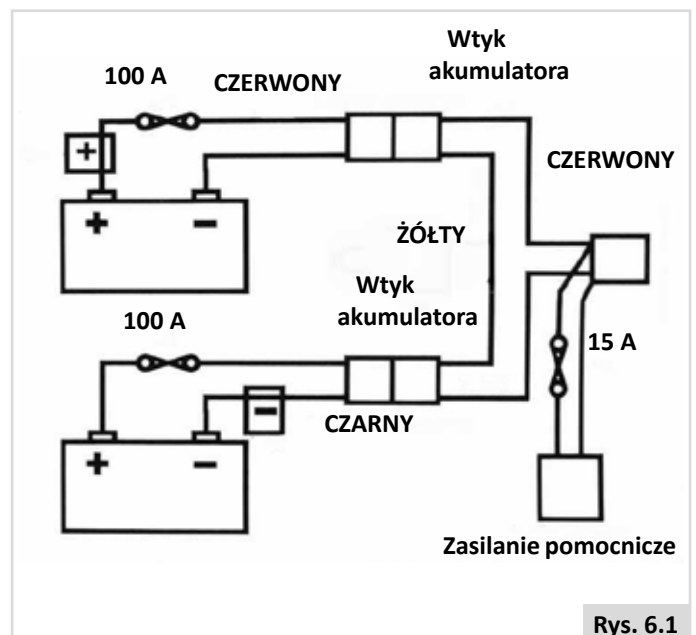 Wtyk
akumulatora
100 A
CZERWONY
+
CZERWONY
+ −
ŻÓŁTY
Wtyk
akumulatora
100 A
15 A
−
CZARNY
+ −
Zasilanie pomocnicze
Rys. 6.1